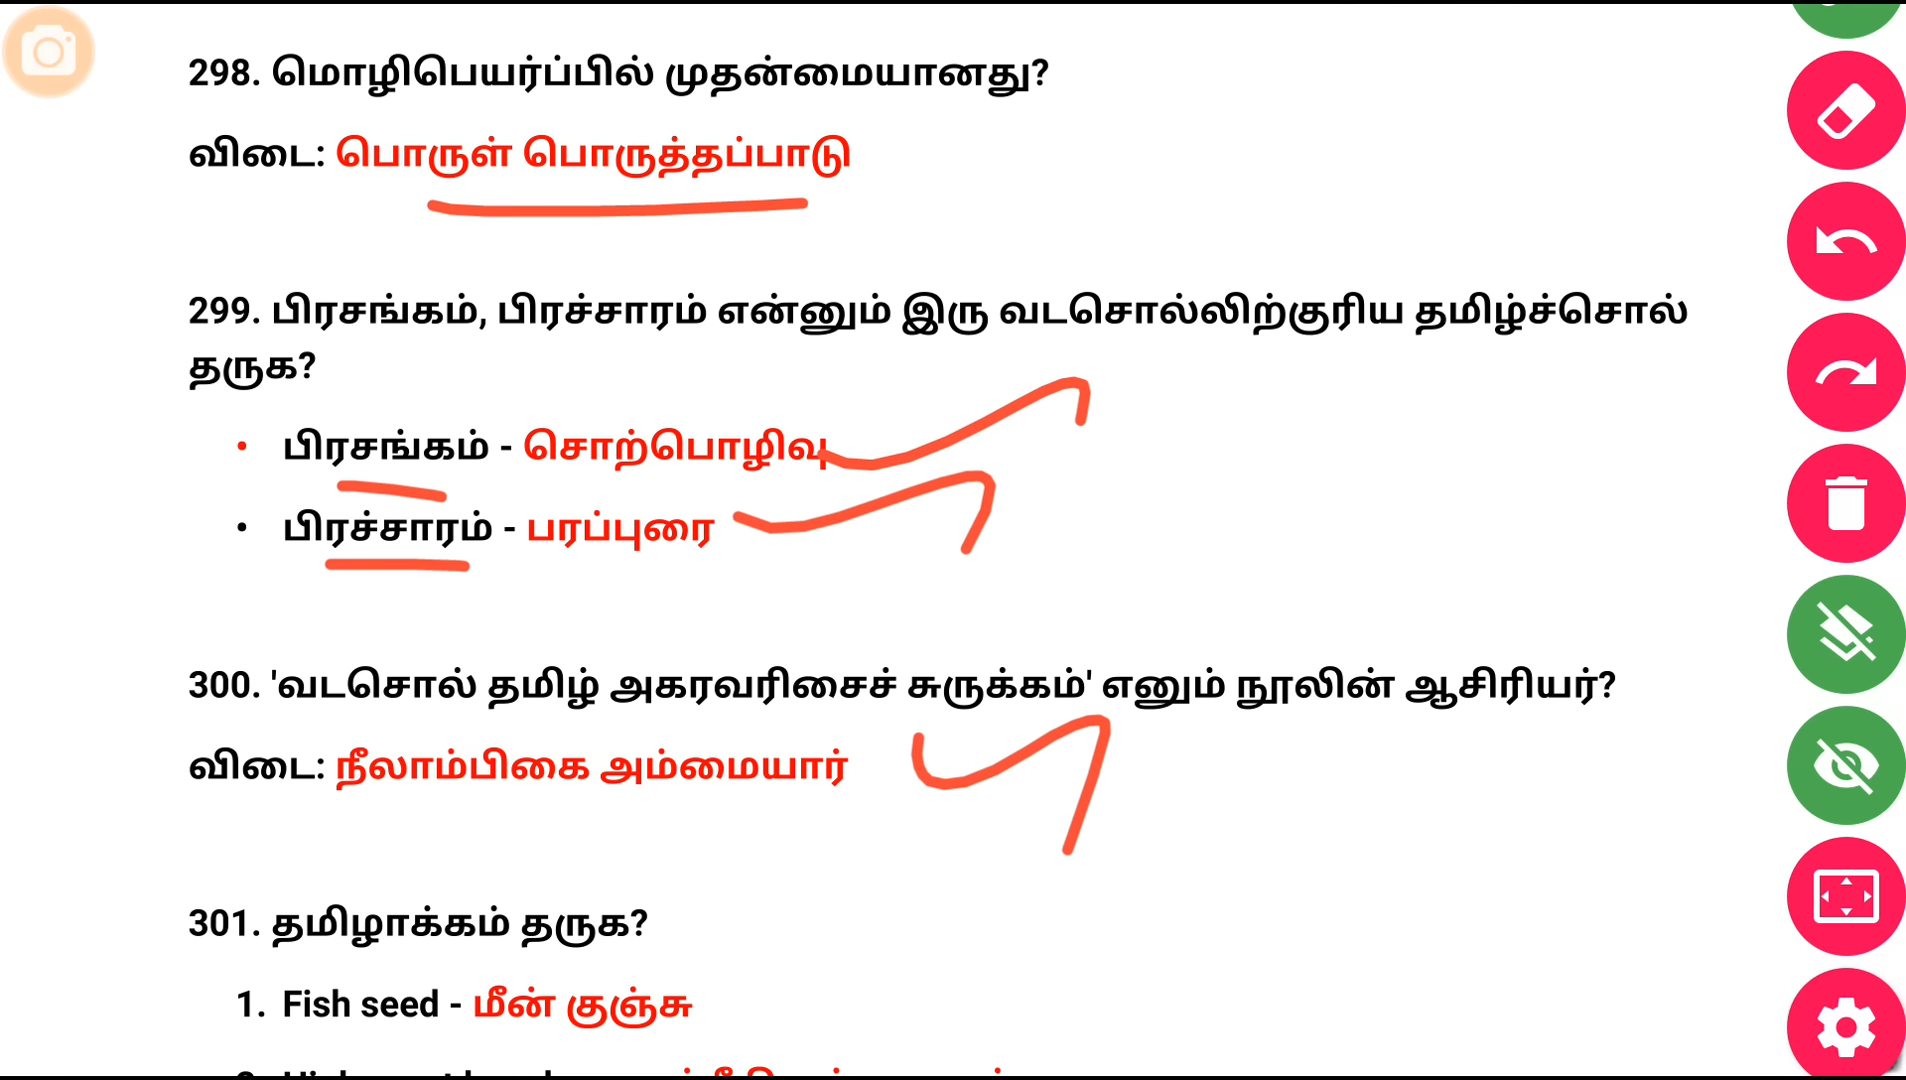 298. மொழிபெயர்ப்பில் முதன்மையானது?
விடை: பொருள் பொருத்தப்பாடு
299. பிரசங்கம், பிரச்சாரம் என்னும் இரு வடசொல்லிற்குரிய தமிழ்ச்சொல்
தருக?
• பிரசங்கம் - சொற்பொழிவு
• பிரச்சாரம் - பரப்புரை
300. 'வடசொல் தமிழ் அகரவரிசைச் சுருக்கம்' எனும் நூலின் ஆசிரியர்?
விடை: நீலாம்பிகை அம்மையார்
301. தமிழாக்கம் தருக?
1. Fish seed - மீன் குஞ்சு